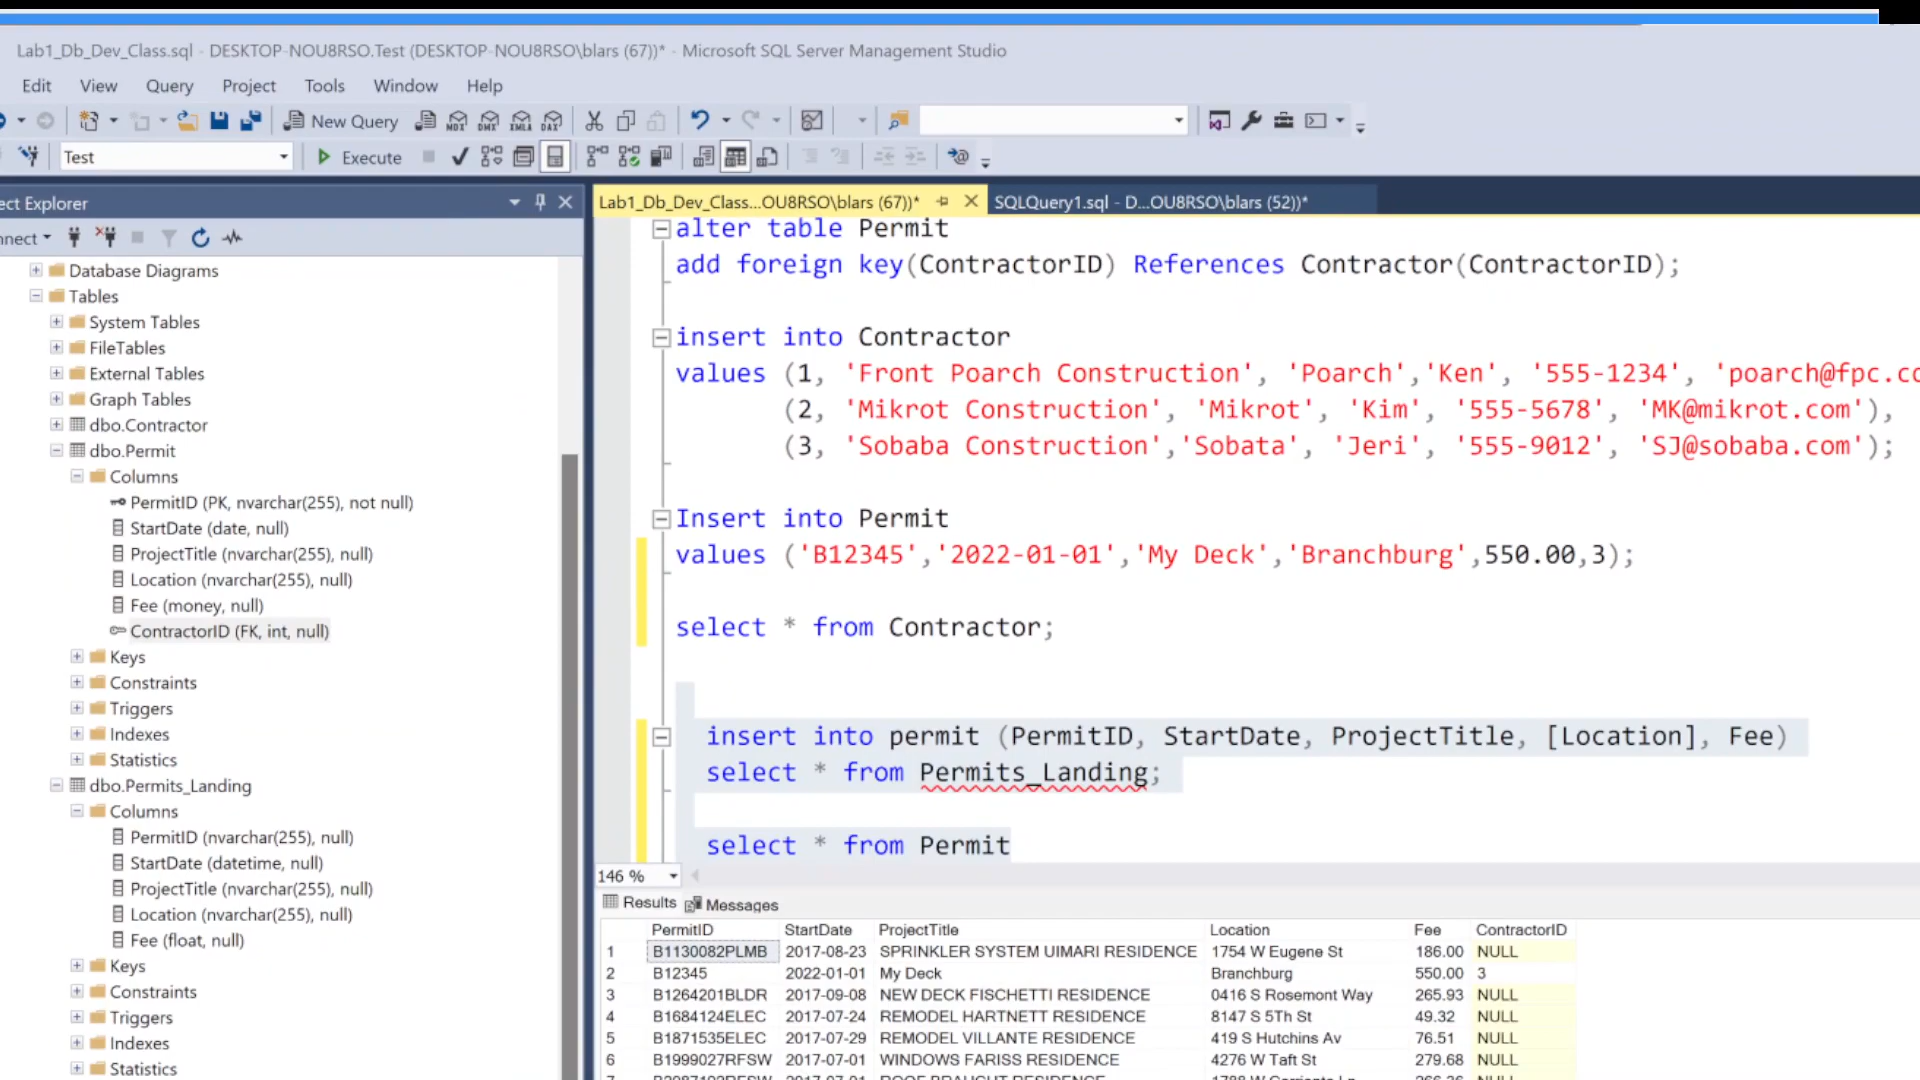 Lab1_Db_Dev_Class.sql - DESKTOP-NOU8RSO.Test (DESKTOP-NOU8RSO\blars (67))* - Microsoft SQL Server Management Studio
Edit View Query Project Tools Window Help
New Query MDX DMX XMLA DAX
Test Execute
ect Explorer
nnect
Database Diagrams
Tables
System Tables
FileTables
External Tables
Graph Tables
dbo.Contractor
dbo.Permit
Columns
PermitID (PK, nvarchar(255), not null)
StartDate (date, null)
ProjectTitle (nvarchar(255), null)
Location (nvarchar(255), null)
Fee (money, null)
ContractorID (FK, int, null)
Keys
Constraints
Triggers
Indexes
Statistics
dbo.Permits_Landing
Columns
PermitID (nvarchar(255), null)
StartDate (datetime, null)
ProjectTitle (nvarchar(255), null)
Location (nvarchar(255), null)
Fee (float, null)
Keys
Constraints
Triggers
Indexes
Statistics
Lab1_Db_Dev_Class...OU8RSO\blars (67))* SQLQuery1.sql - D...OU8RSO\blars (52))*
alter table Permit
add foreign key(ContractorID) References Contractor(ContractorID);
insert into Contractor
values (1, 'Front Poarch Construction', 'Poarch','Ken', '555-1234', 'poarch@fpc.co
(2, 'Mikrot Construction', 'Mikrot', 'Kim', '555-5678', 'MK@mikrot.com'),
(3, 'Sobaba Construction','Sobata', 'Jeri', '555-9012', 'SJ@sobaba.com');
Insert into Permit
values ('B12345','2022-01-01','My Deck','Branchburg',550.00,3);
select * from Contractor;
insert into permit (PermitID, StartDate, ProjectTitle, [Location], Fee)
select * from Permits_Landing;
select * from Permit
146 %
Results Messages
PermitID StartDate ProjectTitle Location Fee ContractorID
1 B1130082PLMB 2017-08-23 SPRINKLER SYSTEM UIMARI RESIDENCE 1754 W Eugene St 186.00 NULL
2 B12345 2022-01-01 My Deck Branchburg 550.00 3
3 B1264201BLDR 2017-09-08 NEW DECK FISCHETTI RESIDENCE 0416 S Rosemont Way 265.93 NULL
4 B1684124ELEC 2017-07-24 REMODEL HARTNETT RESIDENCE 8147 S 5Th St 49.32 NULL
5 B1871535ELEC 2017-07-29 REMODEL VILLANTE RESIDENCE 419 S Hutchins Av 76.51 NULL
6 B1999027RFSW 2017-07-01 WINDOWS FARISS RESIDENCE 4276 W Taft St 279.68 NULL